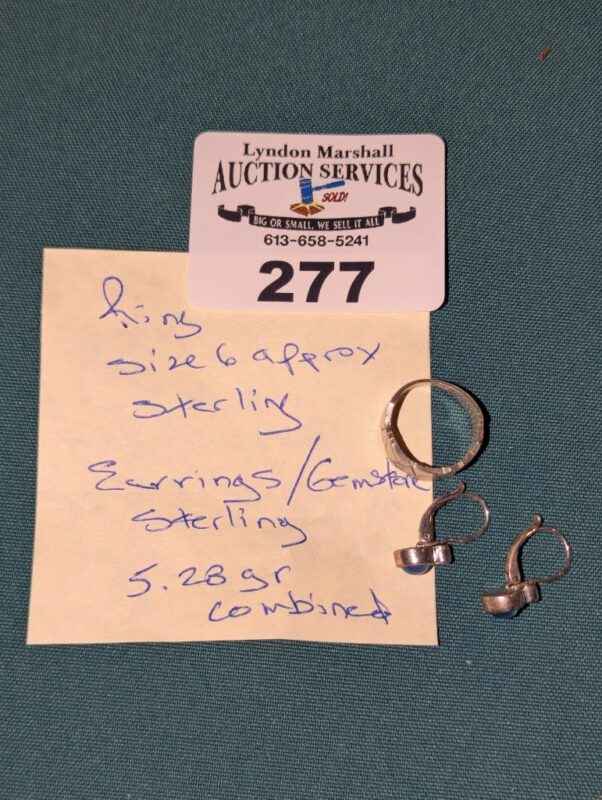 Lyndon Marshall
AUCTION SERVICES
SOLD!
BIG OR SMALL, WE SELL IT ALL
613-658-5241
277
Ring
size 6 approx
sterling
Earrings/Gemstone
sterling
5.28 gr
combined